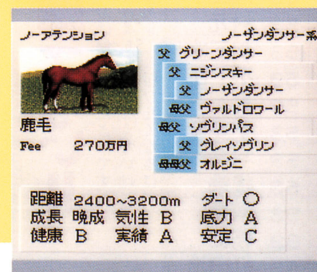 ノーアテンション
ノーザンダンサー系
父 グリーンダンサー
父 ニジンスキー
父 ノーザンダンサー
母父 ヴァルドロワール
鹿毛
母父 ソヴリンパス
Fee 270万円
父 グレイソヴリン
母母父 オルジニ
距離 2400~3200m ダート ○
成長 晩成 気性 B 底力 A
健康 B 実績 A 安定 C